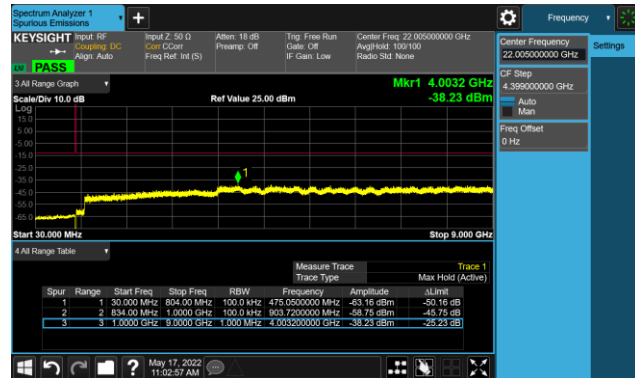 Spectrum Analyzer 1
Spurious Emissions
+
Frequency
KEYSIGHT
Input: RF
Coupling: DC
Align: Auto
Input Z: 50 Ω
Corr CCorr
Freq Ref: Int (S)
Atten: 18 dB
Preamp: Off
Trig: Free Run
Gate: Off
IF Gain: Low
Center Freq: 22.005000000 GHz
Avg|Hold: 100/100
Radio Std: None
PASS
Center Frequency
22.005000000 GHz
Settings
CF Step
4.399000000 GHz
Auto
Man
Freq Offset
0 Hz
3 All Range Graph
Mkr1 4.0032 GHz
Scale/Div 10.0 dB
Ref Value 25.00 dBm
-38.23 dBm
Log
15.0
5.00
-5.00
-15.0
-25.0
-35.0
-45.0
-55.0
-65.0
1
Start 30.000 MHz
Stop 9.000 GHz
4 All Range Table
Measure Trace Trace 1
Trace Type Max Hold (Active)
Spur Range Start Freq Stop Freq RBW Frequency Amplitude ΔLimit
1 1 30.000 MHz 804.00 MHz 100.0 kHz 475.0500000 MHz -63.16 dBm -50.16 dB
2 2 834.00 MHz 1.0000 GHz 100.0 kHz 903.7200000 MHz -58.75 dBm -45.75 dB
3 3 1.0000 GHz 9.0000 GHz 1.000 MHz 4.003200000 GHz -38.23 dBm -25.23 dB
?
May 17, 2022
11:02:57 AM